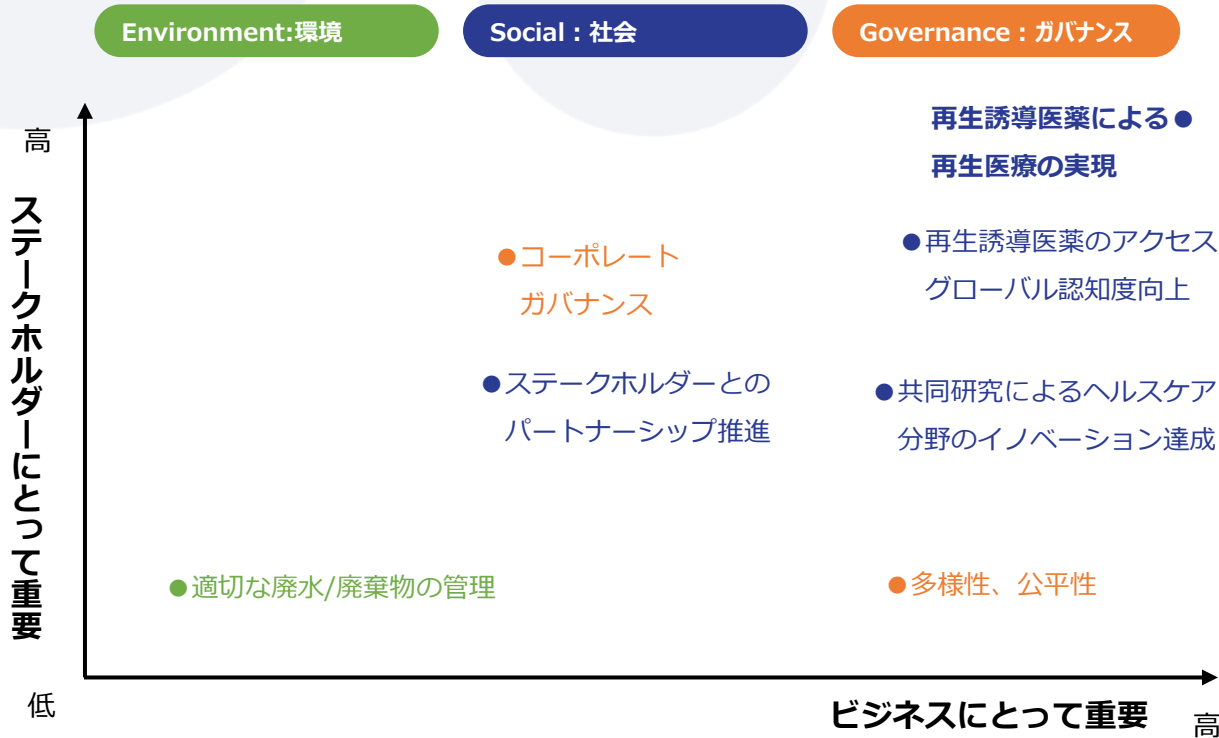 Environment:環境
Social：社会
Governance：ガバナンス
高
ステークホルダーにとって重要
低
再生誘導医薬による●
再生医療の実現
●コーポレート
ガバナンス
●再生誘導医薬のアクセス
グローバル認知度向上
●ステークホルダーとの
パートナーシップ推進
●共同研究によるヘルスケア
分野のイノベーション達成
●適切な廃水/廃棄物の管理
●多様性、公平性
ビジネスにとって重要
高